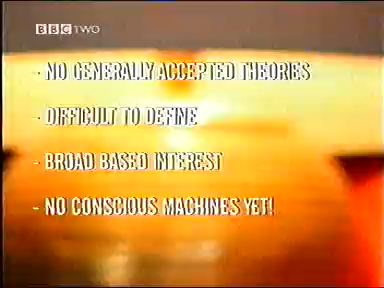 BBC TWO
- NO GENERALLY ACCEPTED THEORIES
- DIFFICULT TO DEFINE
- BROAD BASED INTEREST
- NO CONSCIOUS MACHINES YET!